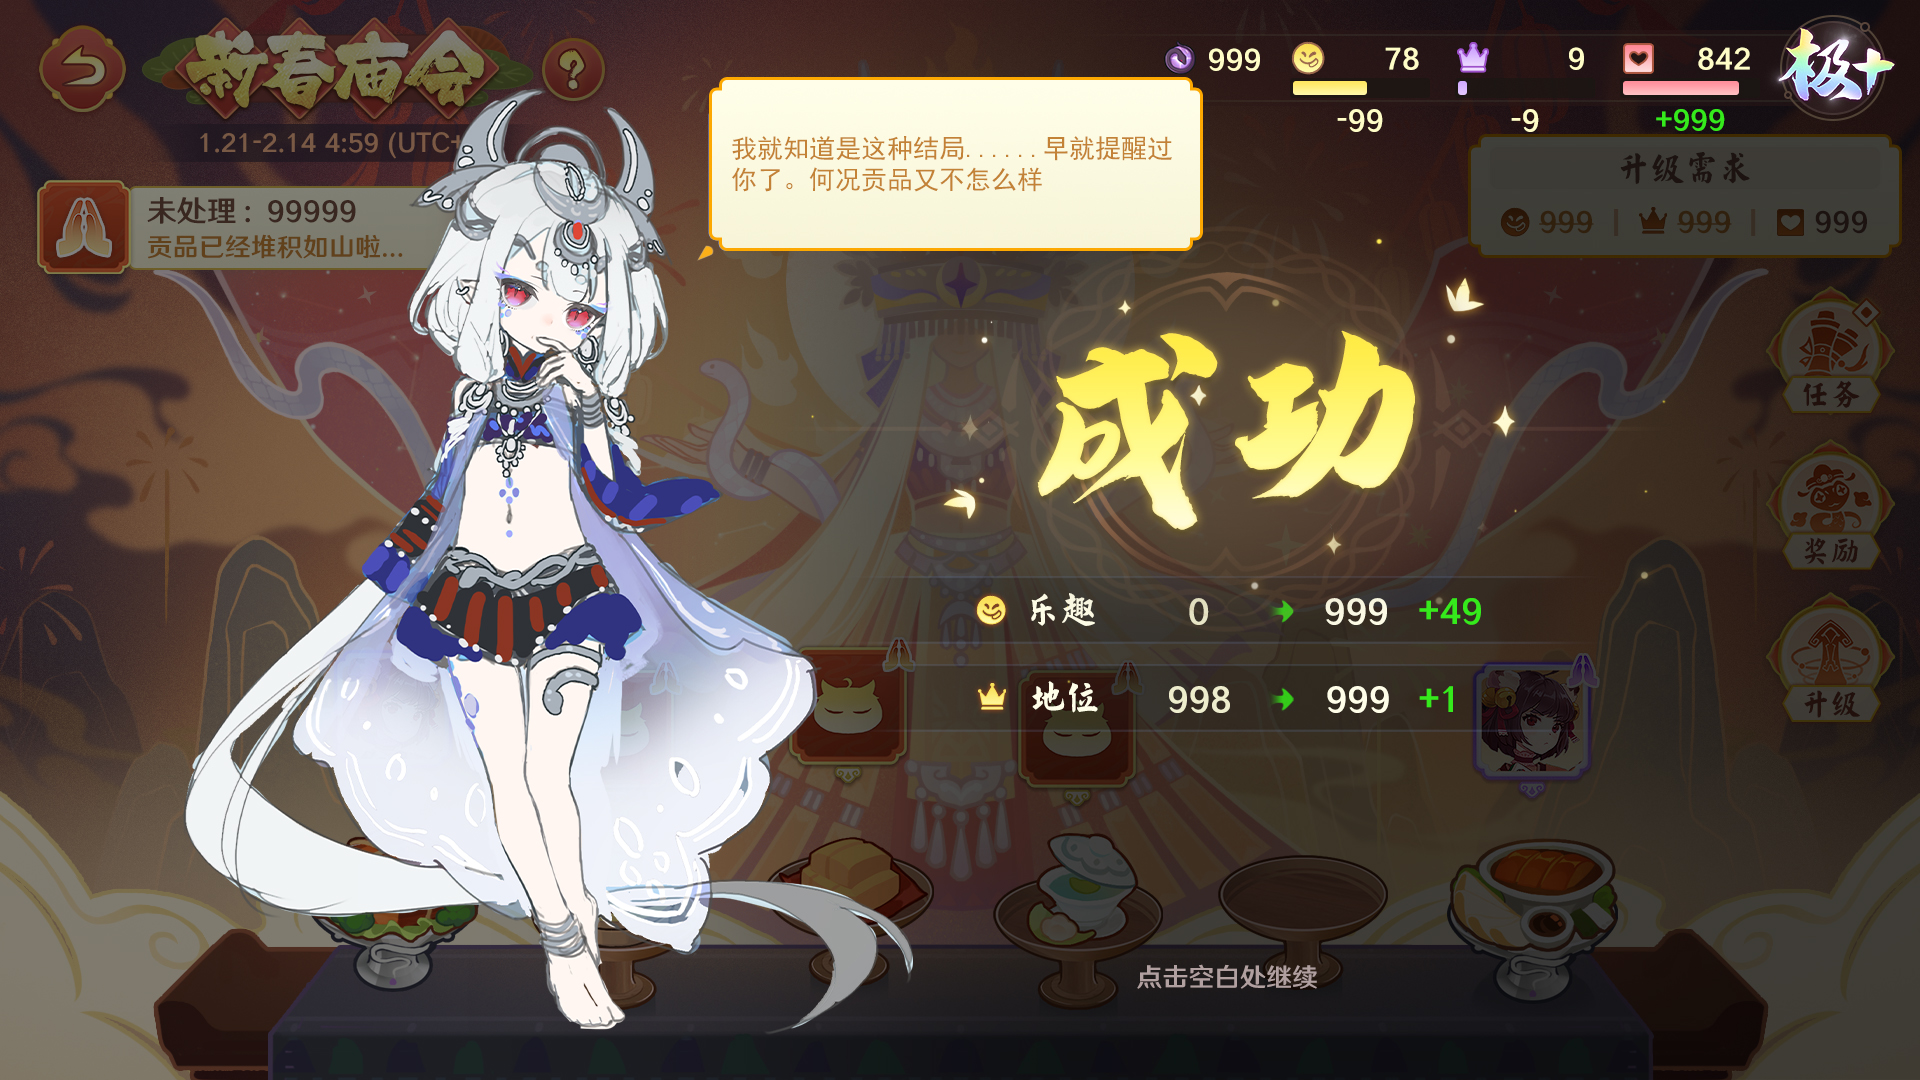 新春庙会
?
1.21-2.14 4:59 (UTC+
未处理：99999
贡品已经堆积如山啦...
我就知道是这种结局......早就提醒过
你了。何况贡品又不怎么样
999
78
9
842
极+
-99
-9
+999
升级需求
999 | 999 | 999
成功
任务
奖励
乐趣 0 999 +49
地位 998 999 +1
升级
点击空白处继续